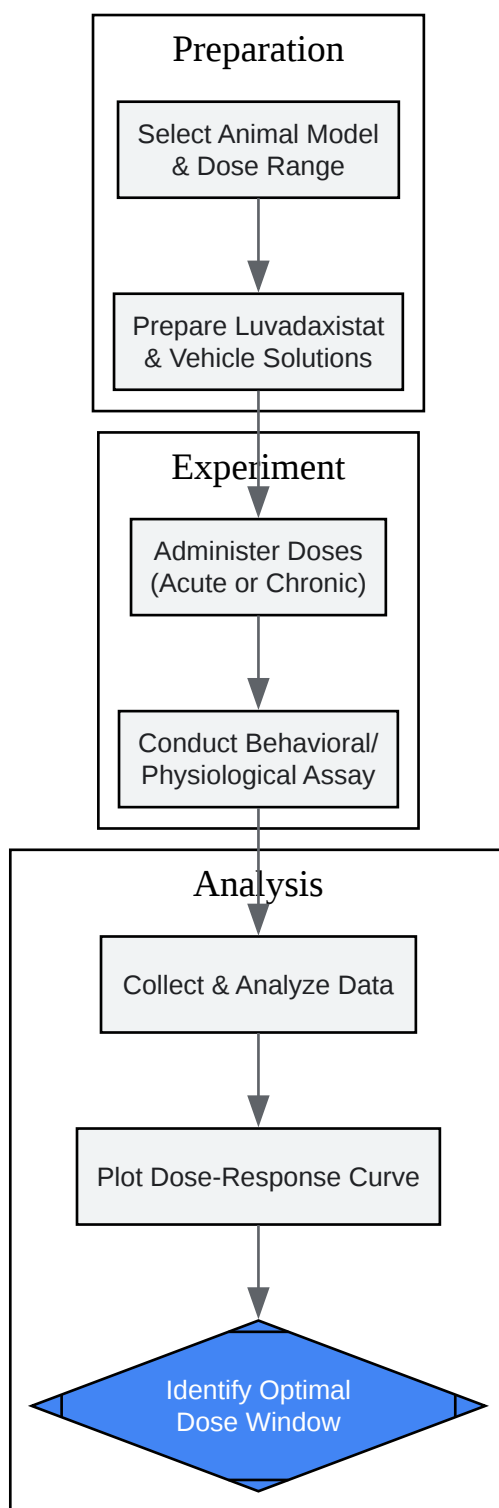 Preparation
Select Animal Model
& Dose Range
Prepare Luvadaxistat
& Vehicle Solutions
Experiment
Administer Doses
(Acute or Chronic)
Conduct Behavioral/
Physiological Assay
Analysis
Collect & Analyze Data
Plot Dose-Response Curve
Identify Optimal
Dose Window